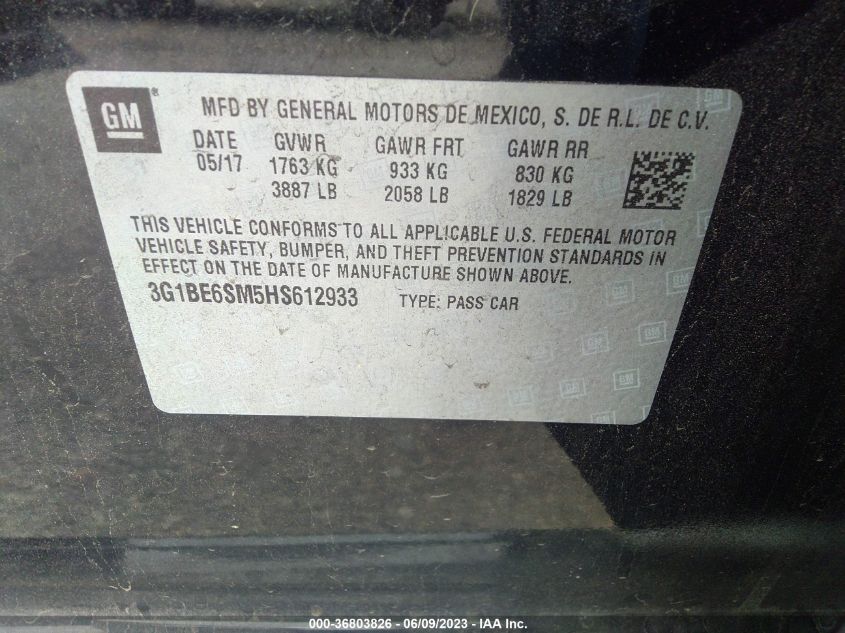 GM ®
MFD BY GENERAL MOTORS DE MEXICO, S. DE R.L. DE C.V.
DATE GVWR GAWR FRT GAWR RR
05/17 1763 KG 933 KG 830 KG
3887 LB 2058 LB 1829 LB
THIS VEHICLE CONFORMS TO ALL APPLICABLE U.S. FEDERAL MOTOR
VEHICLE SAFETY, BUMPER, AND THEFT PREVENTION STANDARDS IN
EFFECT ON THE DATE OF MANUFACTURE SHOWN ABOVE.
3G1BE6SM5HS612933 TYPE: PASS CAR
000-36803826 - 06/09/2023 - IAA Inc.